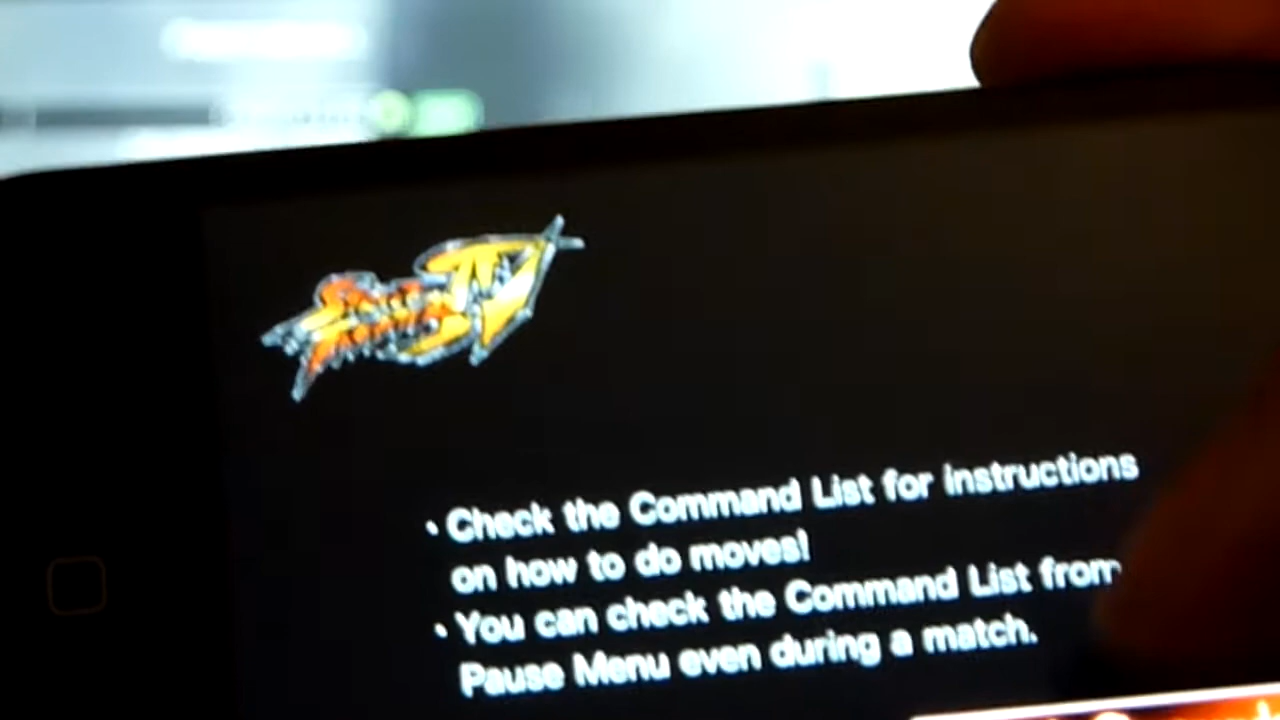 · Check the Command List for instructions
on how to do moves!
· You can check the Command List from
Pause Menu even during a match.